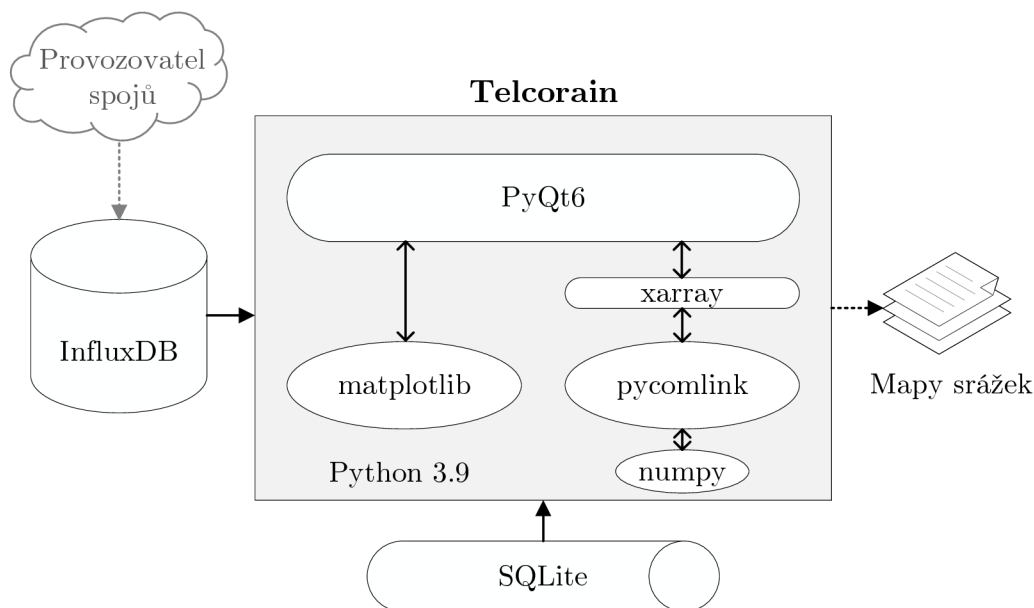 Provozovatel
spojů
Telcorain
PyQt6
xarray
InfluxDB
matplotlib
pycomlink
Mapy srážek
Python 3.9
numpy
SQLite